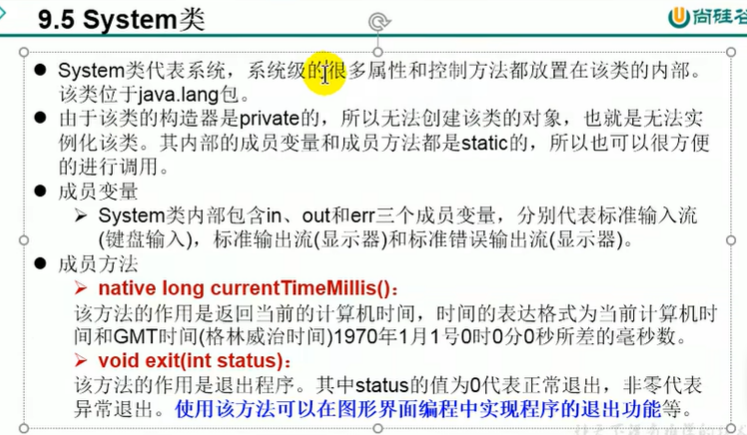 9.5 System类
尚硅谷
● System类代表系统，系统级的很多属性和控制方法都放置在该类的内部。
该类位于java.lang包。
● 由于该类的构造器是private的，所以无法创建该类的对象，也就是无法实
例化该类。其内部的成员变量和成员方法都是static的，所以也可以很方便
的进行调用。
● 成员变量
➢ System类内部包含in、out和err三个成员变量，分别代表标准输入流
(键盘输入)，标准输出流(显示器)和标准错误输出流(显示器)。
● 成员方法
➢ native long currentTimeMillis()：
该方法的作用是返回当前的计算机时间，时间的表达格式为当前计算机时
间和GMT时间(格林威治时间)1970年1月1号0时0分0秒所差的毫秒数。
➢ void exit(int status)：
该方法的作用是退出程序。其中status的值为0代表正常退出，非零代表
异常退出。使用该方法可以在图形界面编程中实现程序的退出功能等。